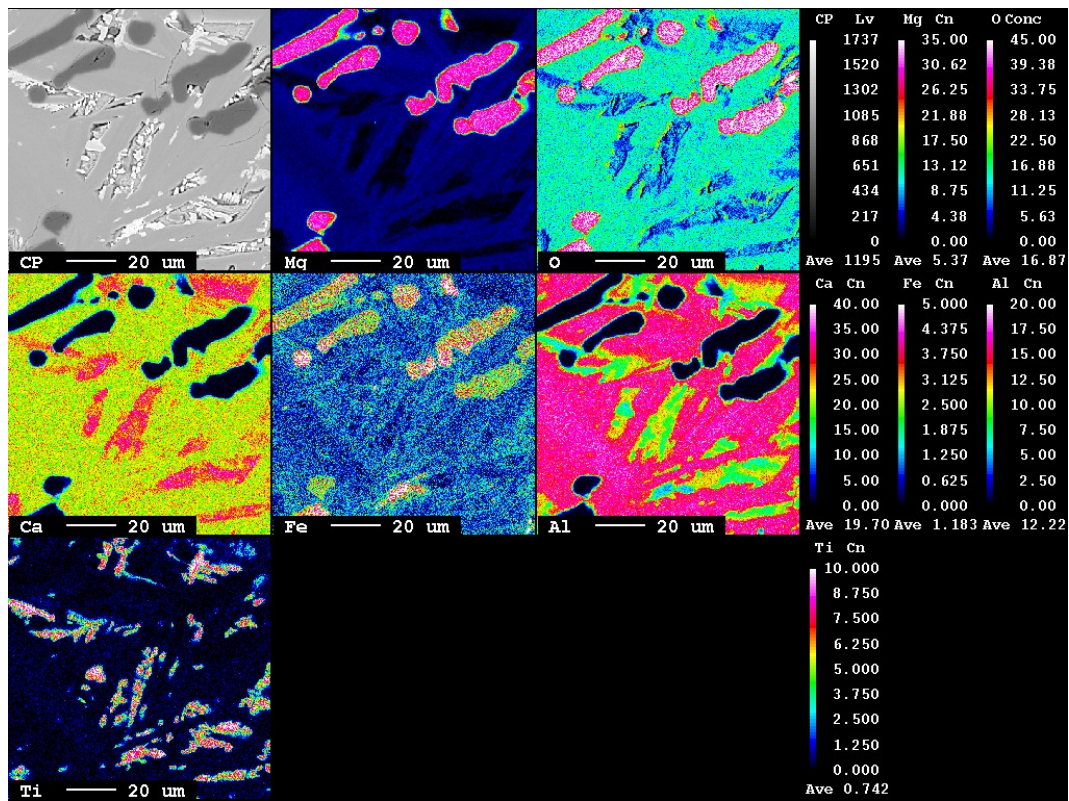 CP 20 um
Mg 20 um
O 20 um
CP Lv Mg Cn O Conc
1737 35.00 45.00
1520 30.62 39.38
1302 26.25 33.75
1085 21.88 28.13
868 17.50 22.50
651 13.12 16.88
434 8.75 11.25
217 4.38 5.63
0 0.00 0.00
Ave 1195 Ave 5.37 Ave 16.87
Ca 20 um
Fe 20 um
Al 20 um
Ca Cn Fe Cn Al Cn
40.00 5.000 20.00
35.00 4.375 17.50
30.00 3.750 15.00
25.00 3.125 12.50
20.00 2.500 10.00
15.00 1.875 7.50
10.00 1.250 5.00
5.00 0.625 2.50
0.00 0.000 0.00
Ave 19.70 Ave 1.183 Ave 12.22
Ti 20 um
Ti Cn
10.000
8.750
7.500
6.250
5.000
3.750
2.500
1.250
0.000
Ave 0.742